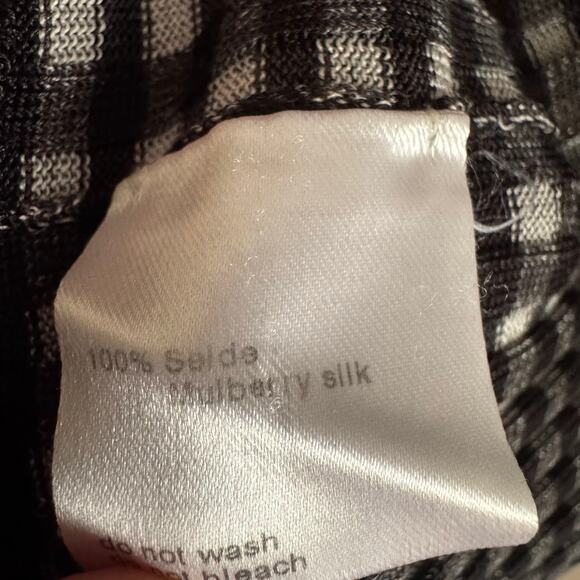 100% Seide
Mulberry silk
do not wash
bleach